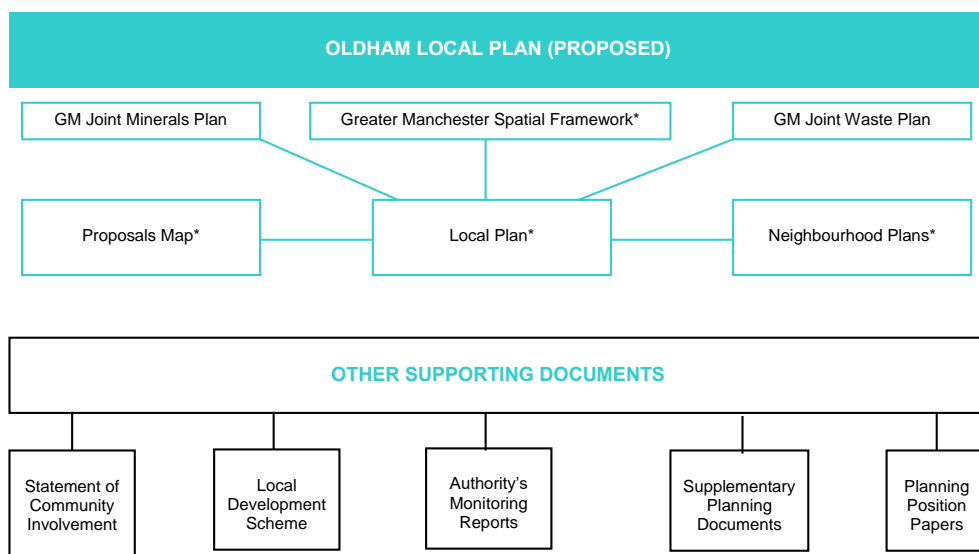 OLDHAM LOCAL PLAN (PROPOSED)
GM Joint Minerals Plan
Greater Manchester Spatial Framework*
GM Joint Waste Plan
Proposals Map*
Local Plan*
Neighbourhood Plans*
OTHER SUPPORTING DOCUMENTS
Statement of
Community
Involvement
Local
Development
Scheme
Authority's
Monitoring
Reports
Supplementary
Planning
Documents
Planning
Position
Papers